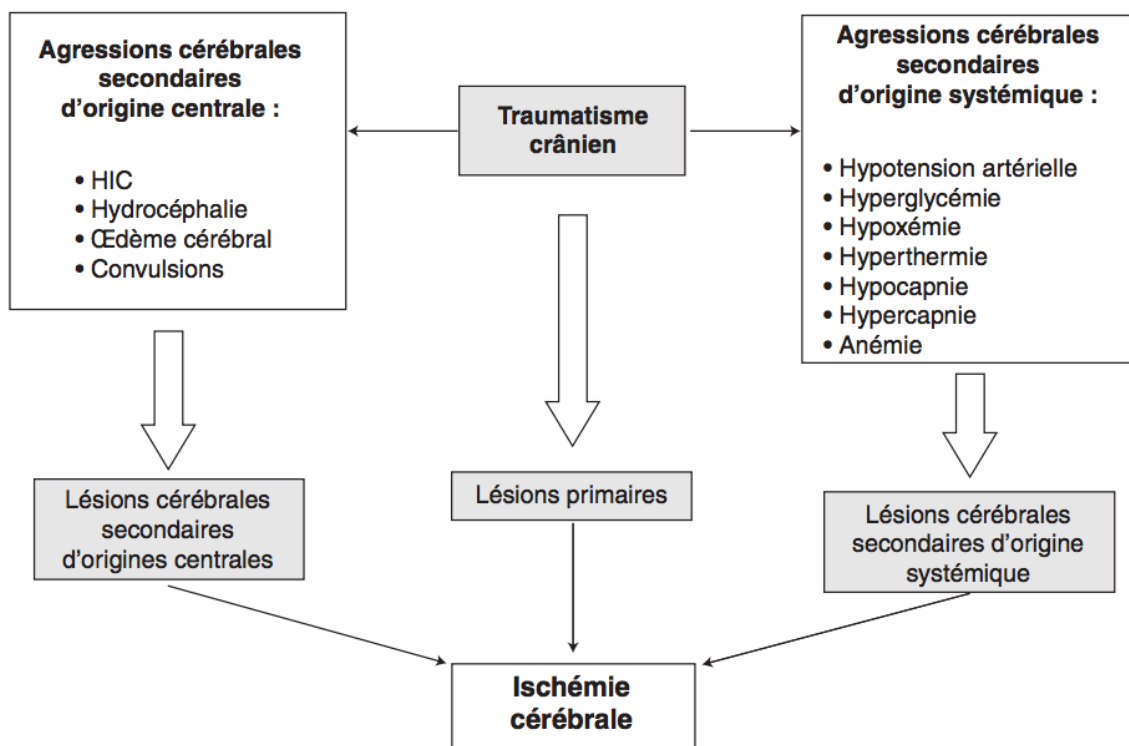 Agressions cérébrales
secondaires
d'origine centrale :
• HIC
• Hydrocéphalie
• Œdème cérébral
• Convulsions
Traumatisme
crânien
Agressions cérébrales
secondaires
d'origine systémique :
• Hypotension artérielle
• Hyperglycémie
• Hypoxémie
• Hyperthermie
• Hypocapnie
• Hypercapnie
• Anémie
Lésions cérébrales
secondaires
d'origines centrales
Lésions primaires
Lésions cérébrales
secondaires d'origine
systémique
Ischémie
cérébrale